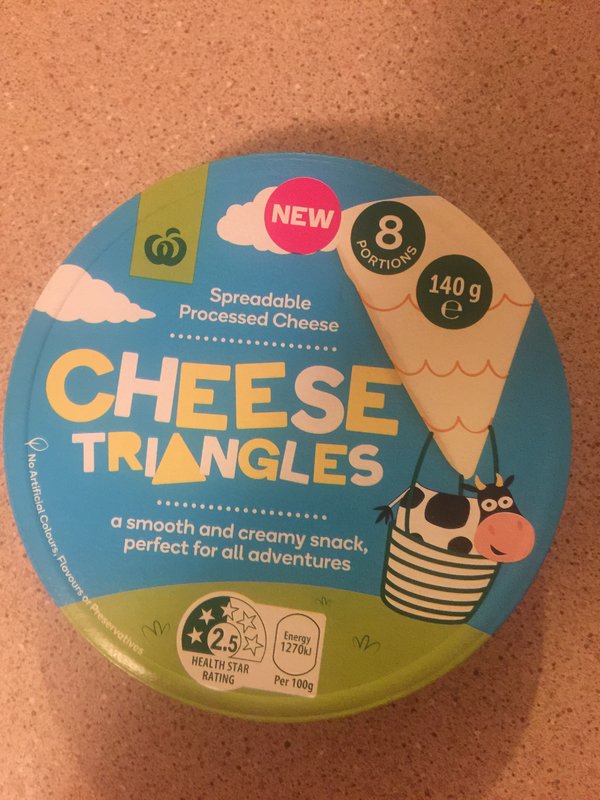 NEW
8
PORTIONS
140 g
e
Spreadable
Processed Cheese
CHEESE
TRIANGLES
a smooth and creamy snack,
perfect for all adventures
No Artificial Colours, Flavours or Preservatives
2.5
HEALTH STAR
RATING
Energy
1270kJ
Per 100g